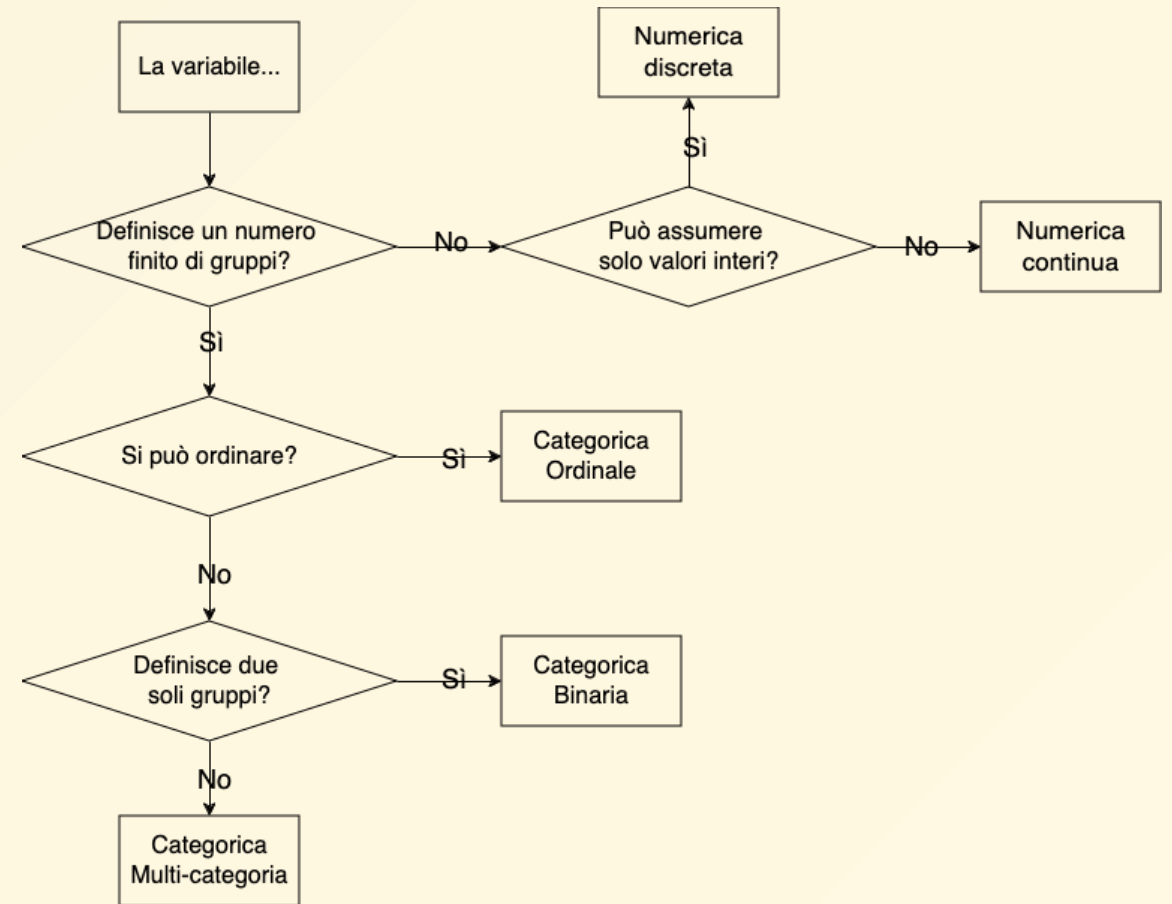 La variabile...
Numerica
discreta
Sì
Definisce un numero
finito di gruppi?
No
Può assumere
solo valori interi?
No
Numerica
continua
Sì
Si può ordinare?
Sì
Categorica
Ordinale
No
Definisce due
soli gruppi?
Sì
Categorica
Binaria
No
Categorica
Multi-categoria